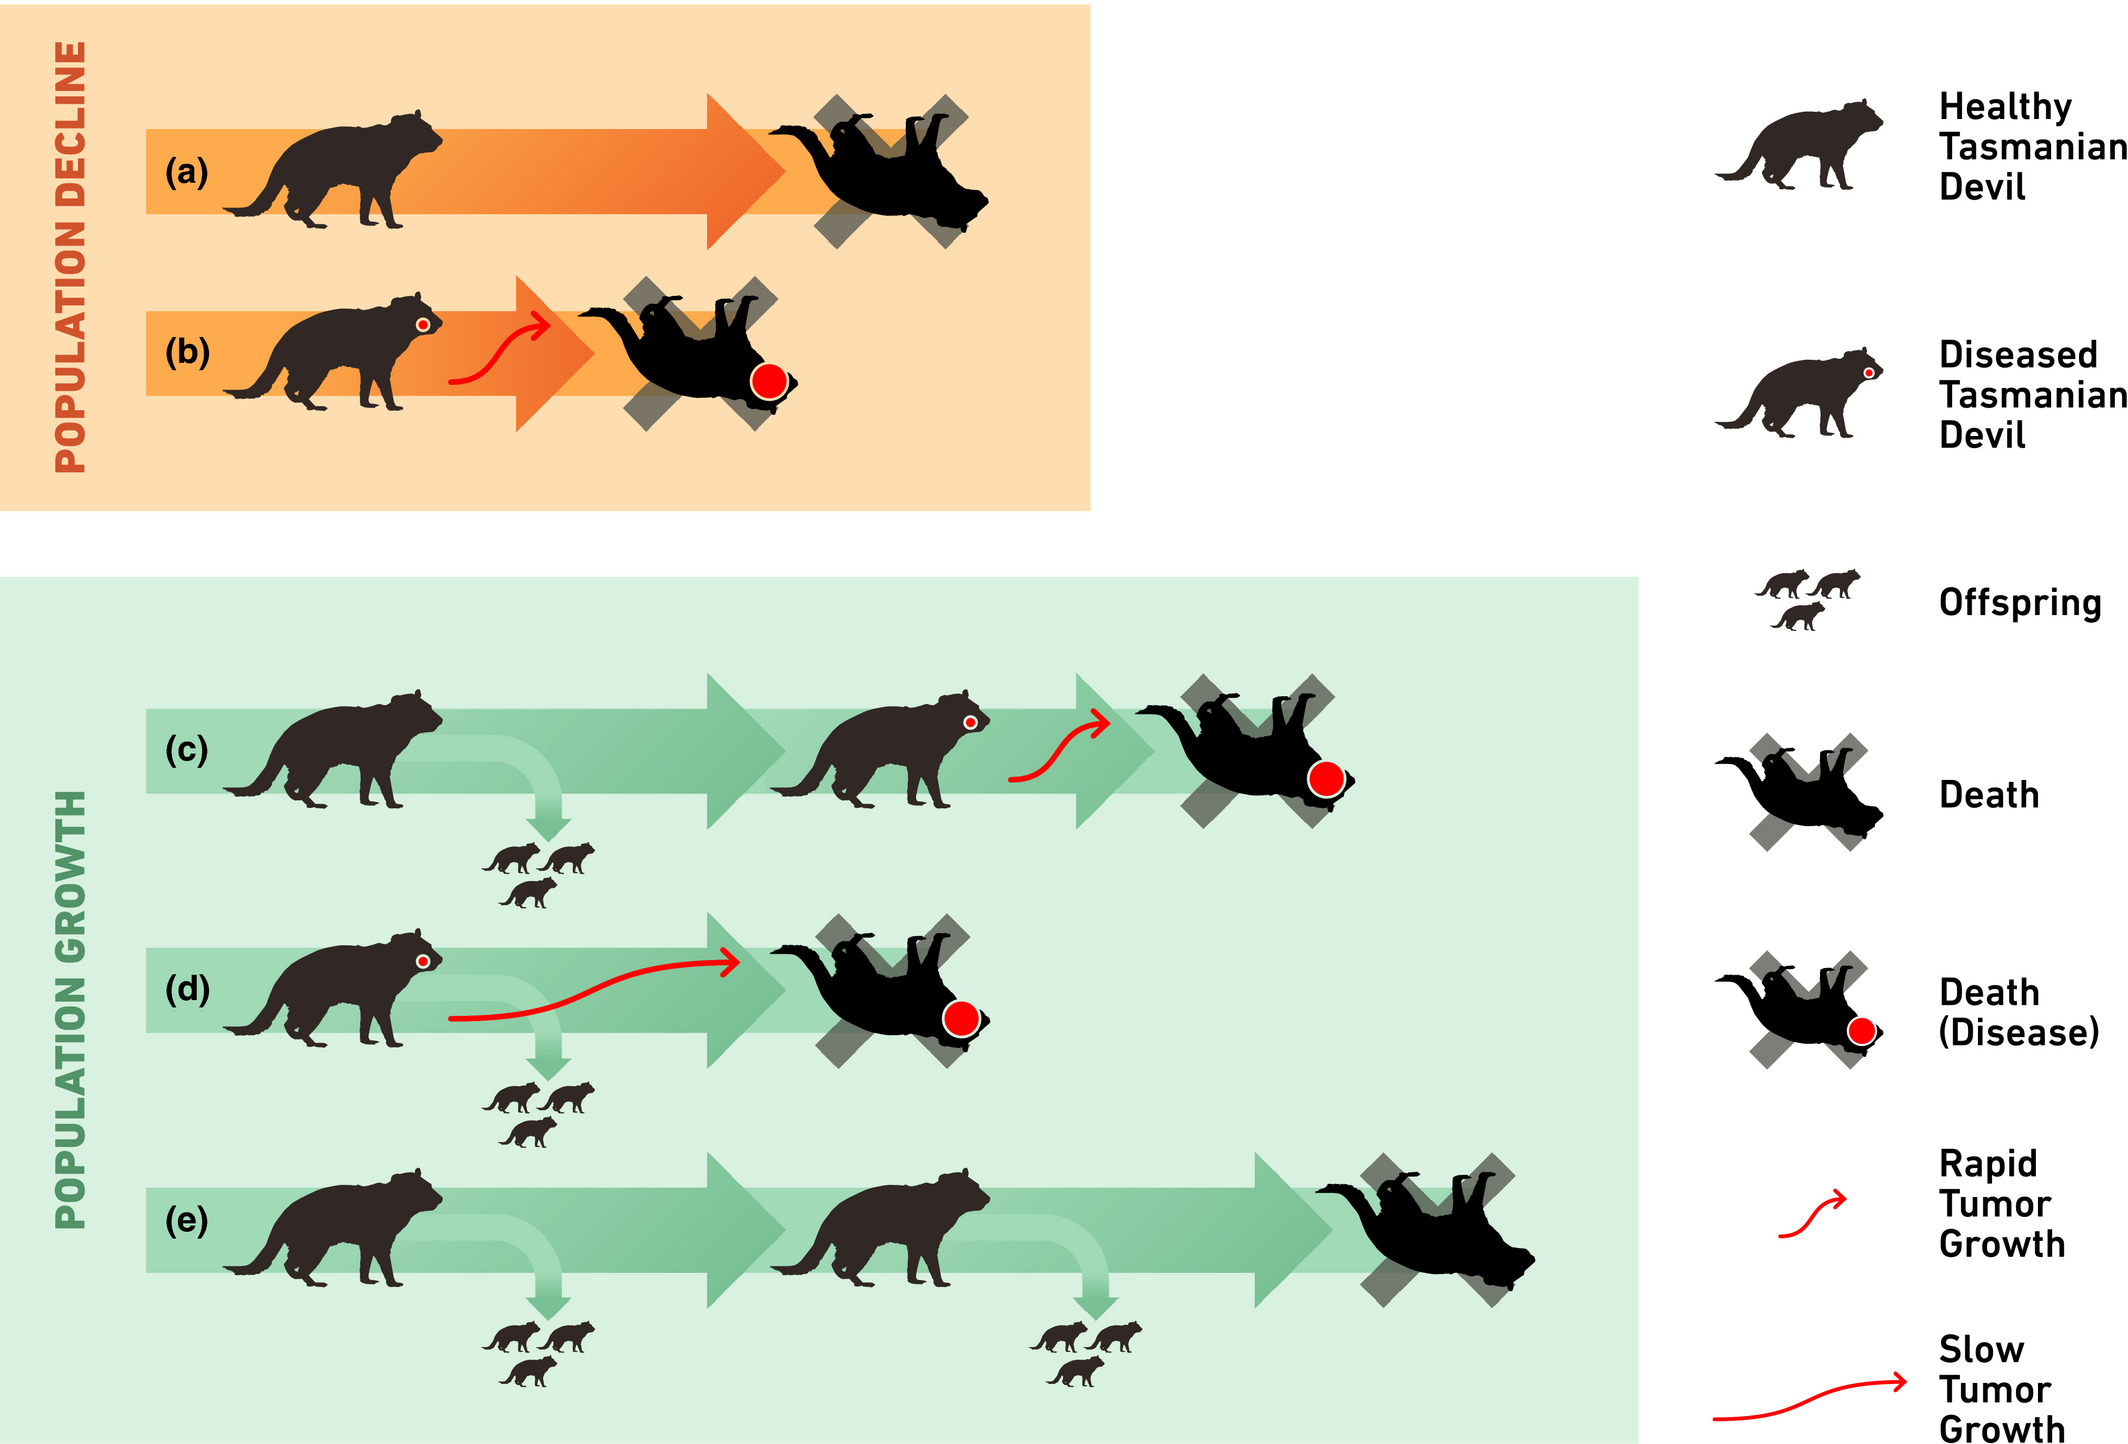 POPULATION DECLINE
(a)
(b)
POPULATION GROWTH
(c)
(d)
(e)
Healthy
Tasmanian
Devil
Diseased
Tasmanian
Devil
Offspring
Death
Death
(Disease)
Rapid
Tumor
Growth
Slow
Tumor
Growth